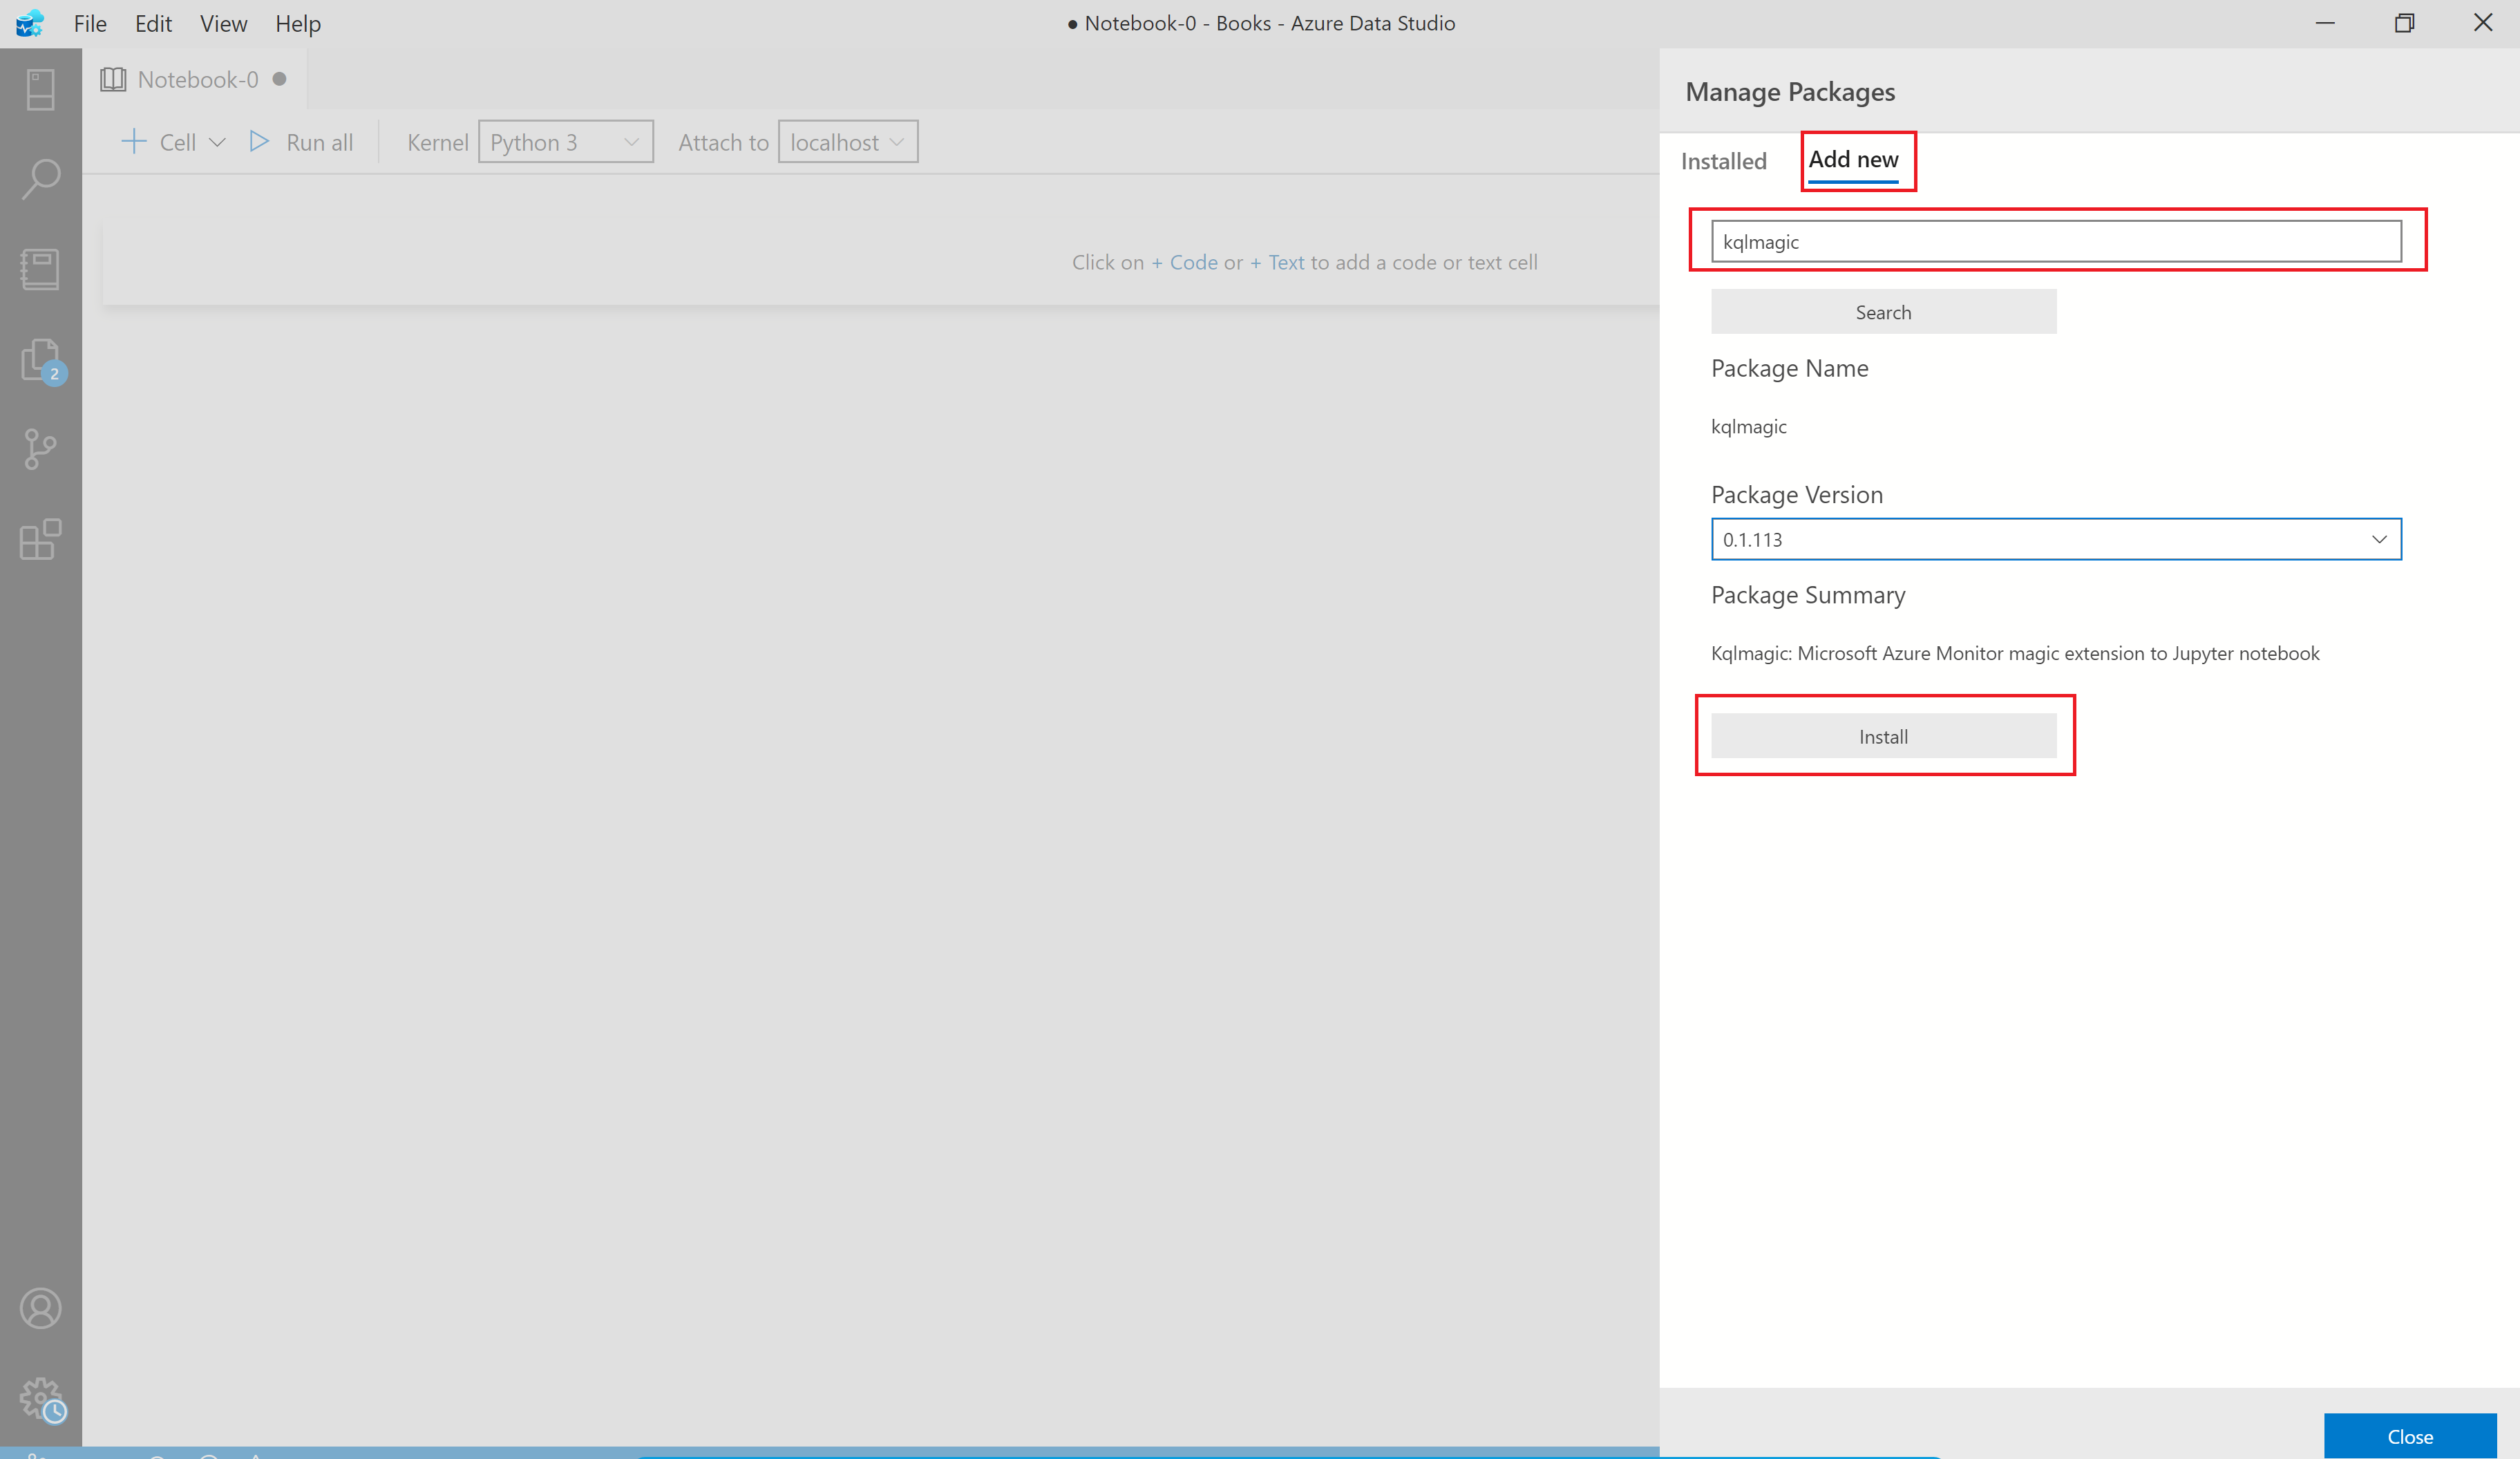 File Edit View Help
● Notebook-0 - Books - Azure Data Studio
Notebook-0 ●
Cell Run all Kernel Python 3 Attach to localhost
Click on + Code or + Text to add a code or text cell
2
Manage Packages
Installed Add new
kqlmagic
Search
Package Name
kqlmagic
Package Version
0.1.113
Package Summary
Kqlmagic: Microsoft Azure Monitor magic extension to Jupyter notebook
Install
Close